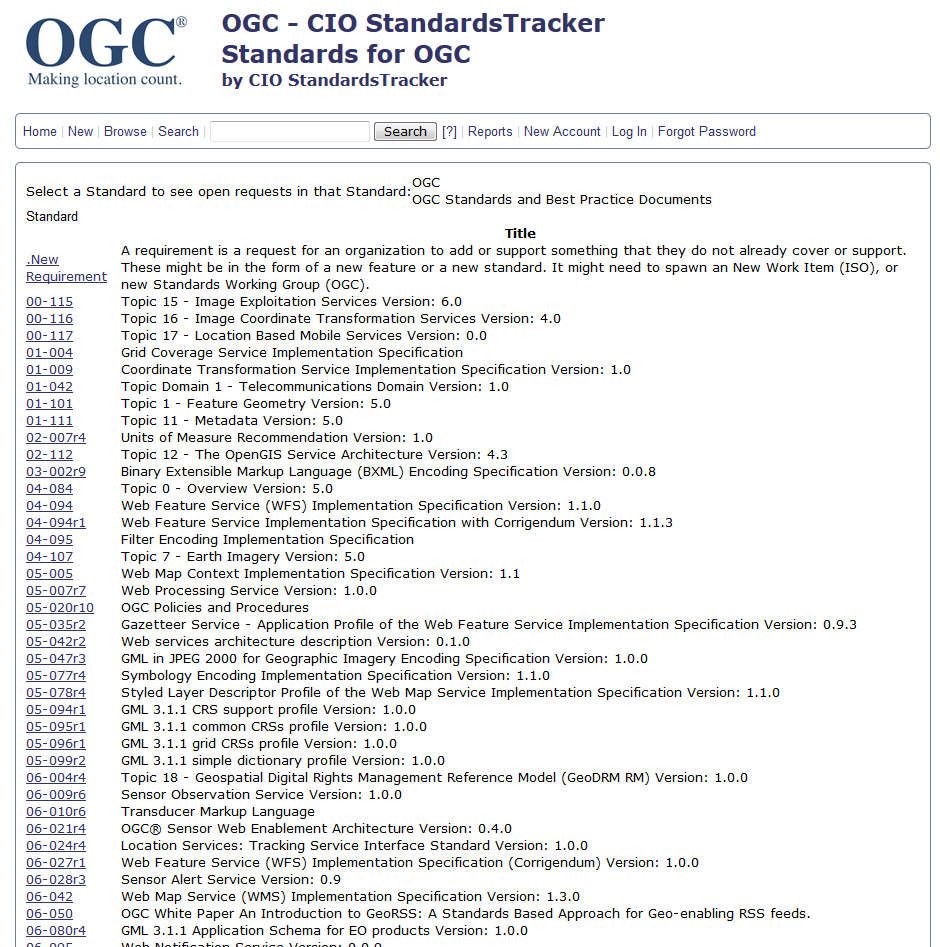 OGC®
Making location count.
OGC - CIO StandardsTracker
Standards for OGC
by CIO StandardsTracker
Home | New | Browse | Search | Search [?] | Reports | New Account | Log In | Forgot Password
Select a Standard to see open requests in that Standard:
OGC
OGC Standards and Best Practice Documents
Standard
Title
.New Requirement
A requirement is a request for an organization to add or support something that they do not already cover or support.
These might be in the form of a new feature or a new standard. It might need to spawn an New Work Item (ISO), or
new Standards Working Group (OGC).
00-115 Topic 15 - Image Exploitation Services Version: 6.0
00-116 Topic 16 - Image Coordinate Transformation Services Version: 4.0
00-117 Topic 17 - Location Based Mobile Services Version: 0.0
01-004 Grid Coverage Service Implementation Specification
01-009 Coordinate Transformation Service Implementation Specification Version: 1.0
01-042 Topic Domain 1 - Telecommunications Domain Version: 1.0
01-101 Topic 1 - Feature Geometry Version: 5.0
01-111 Topic 11 - Metadata Version: 5.0
02-007r4 Units of Measure Recommendation Version: 1.0
02-112 Topic 12 - The OpenGIS Service Architecture Version: 4.3
03-002r9 Binary Extensible Markup Language (BXML) Encoding Specification Version: 0.0.8
04-084 Topic 0 - Overview Version: 5.0
04-094 Web Feature Service (WFS) Implementation Specification Version: 1.1.0
04-094r1 Web Feature Service Implementation Specification with Corrigendum Version: 1.1.3
04-095 Filter Encoding Implementation Specification
04-107 Topic 7 - Earth Imagery Version: 5.0
05-005 Web Map Context Implementation Specification Version: 1.1
05-007r7 Web Processing Service Version: 1.0.0
05-020r10 OGC Policies and Procedures
05-035r2 Gazetteer Service - Application Profile of the Web Feature Service Implementation Specification Version: 0.9.3
05-042r2 Web services architecture description Version: 0.1.0
05-047r3 GML in JPEG 2000 for Geographic Imagery Encoding Specification Version: 1.0.0
05-077r4 Symbology Encoding Implementation Specification Version: 1.1.0
05-078r4 Styled Layer Descriptor Profile of the Web Map Service Implementation Specification Version: 1.1.0
05-094r1 GML 3.1.1 CRS support profile Version: 1.0.0
05-095r1 GML 3.1.1 common CRSs profile Version: 1.0.0
05-096r1 GML 3.1.1 grid CRSs profile Version: 1.0.0
05-099r2 GML 3.1.1 simple dictionary profile Version: 1.0.0
06-004r4 Topic 18 - Geospatial Digital Rights Management Reference Model (GeoDRM RM) Version: 1.0.0
06-009r6 Sensor Observation Service Version: 1.0.0
06-010r6 Transducer Markup Language
06-021r4 OGC® Sensor Web Enablement Architecture Version: 0.4.0
06-024r4 Location Services: Tracking Service Interface Standard Version: 1.0.0
06-027r1 Web Feature Service (WFS) Implementation Specification (Corrigendum) Version: 1.0.0
06-028r3 Sensor Alert Service Version: 0.9
06-042 Web Map Service (WMS) Implementation Specification Version: 1.3.0
06-050 OGC White Paper An Introduction to GeoRSS: A Standards Based Approach for Geo-enabling RSS feeds.
06-080r4 GML 3.1.1 Application Schema for EO products Version: 1.0.0
06-095 Web Notification Service Version: 0.0.9